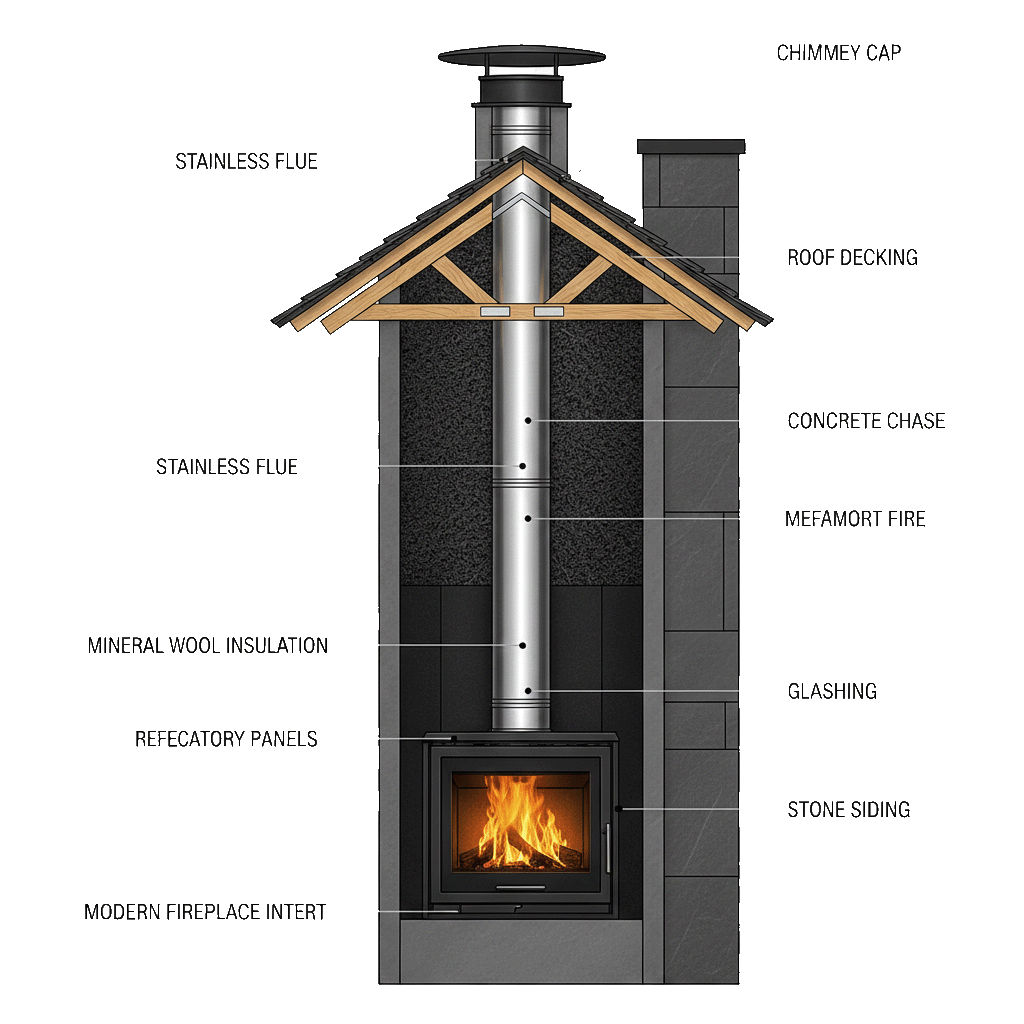 CHIMMEY CAP
STAINLESS FLUE
ROOF DECKING
CONCRETE CHASE
STAINLESS FLUE
MEFAMORT FIRE
MINERAL WOOL INSULATION
GLASHING
REFECATORY PANELS
STONE SIDING
MODERN FIREPLACE INTERT